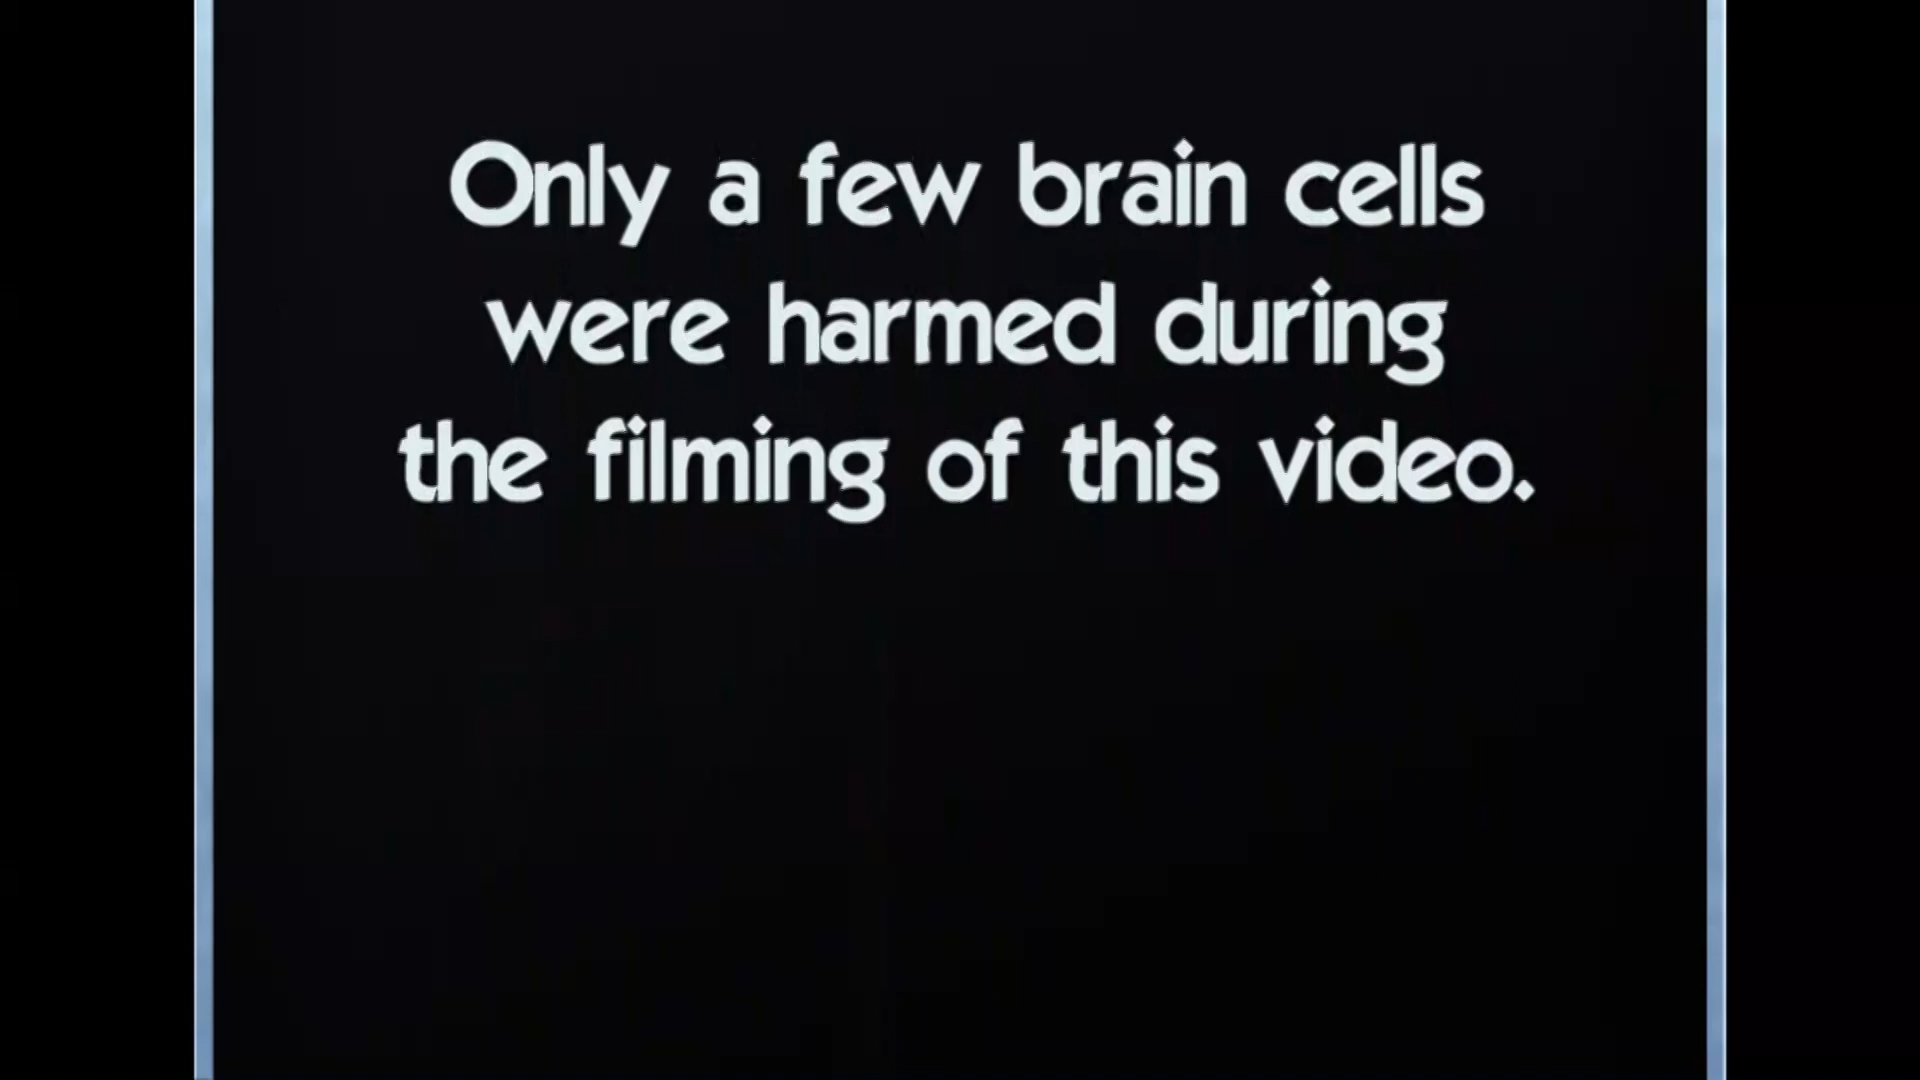 Only a few brain cells
were harmed during
the filming of this video.